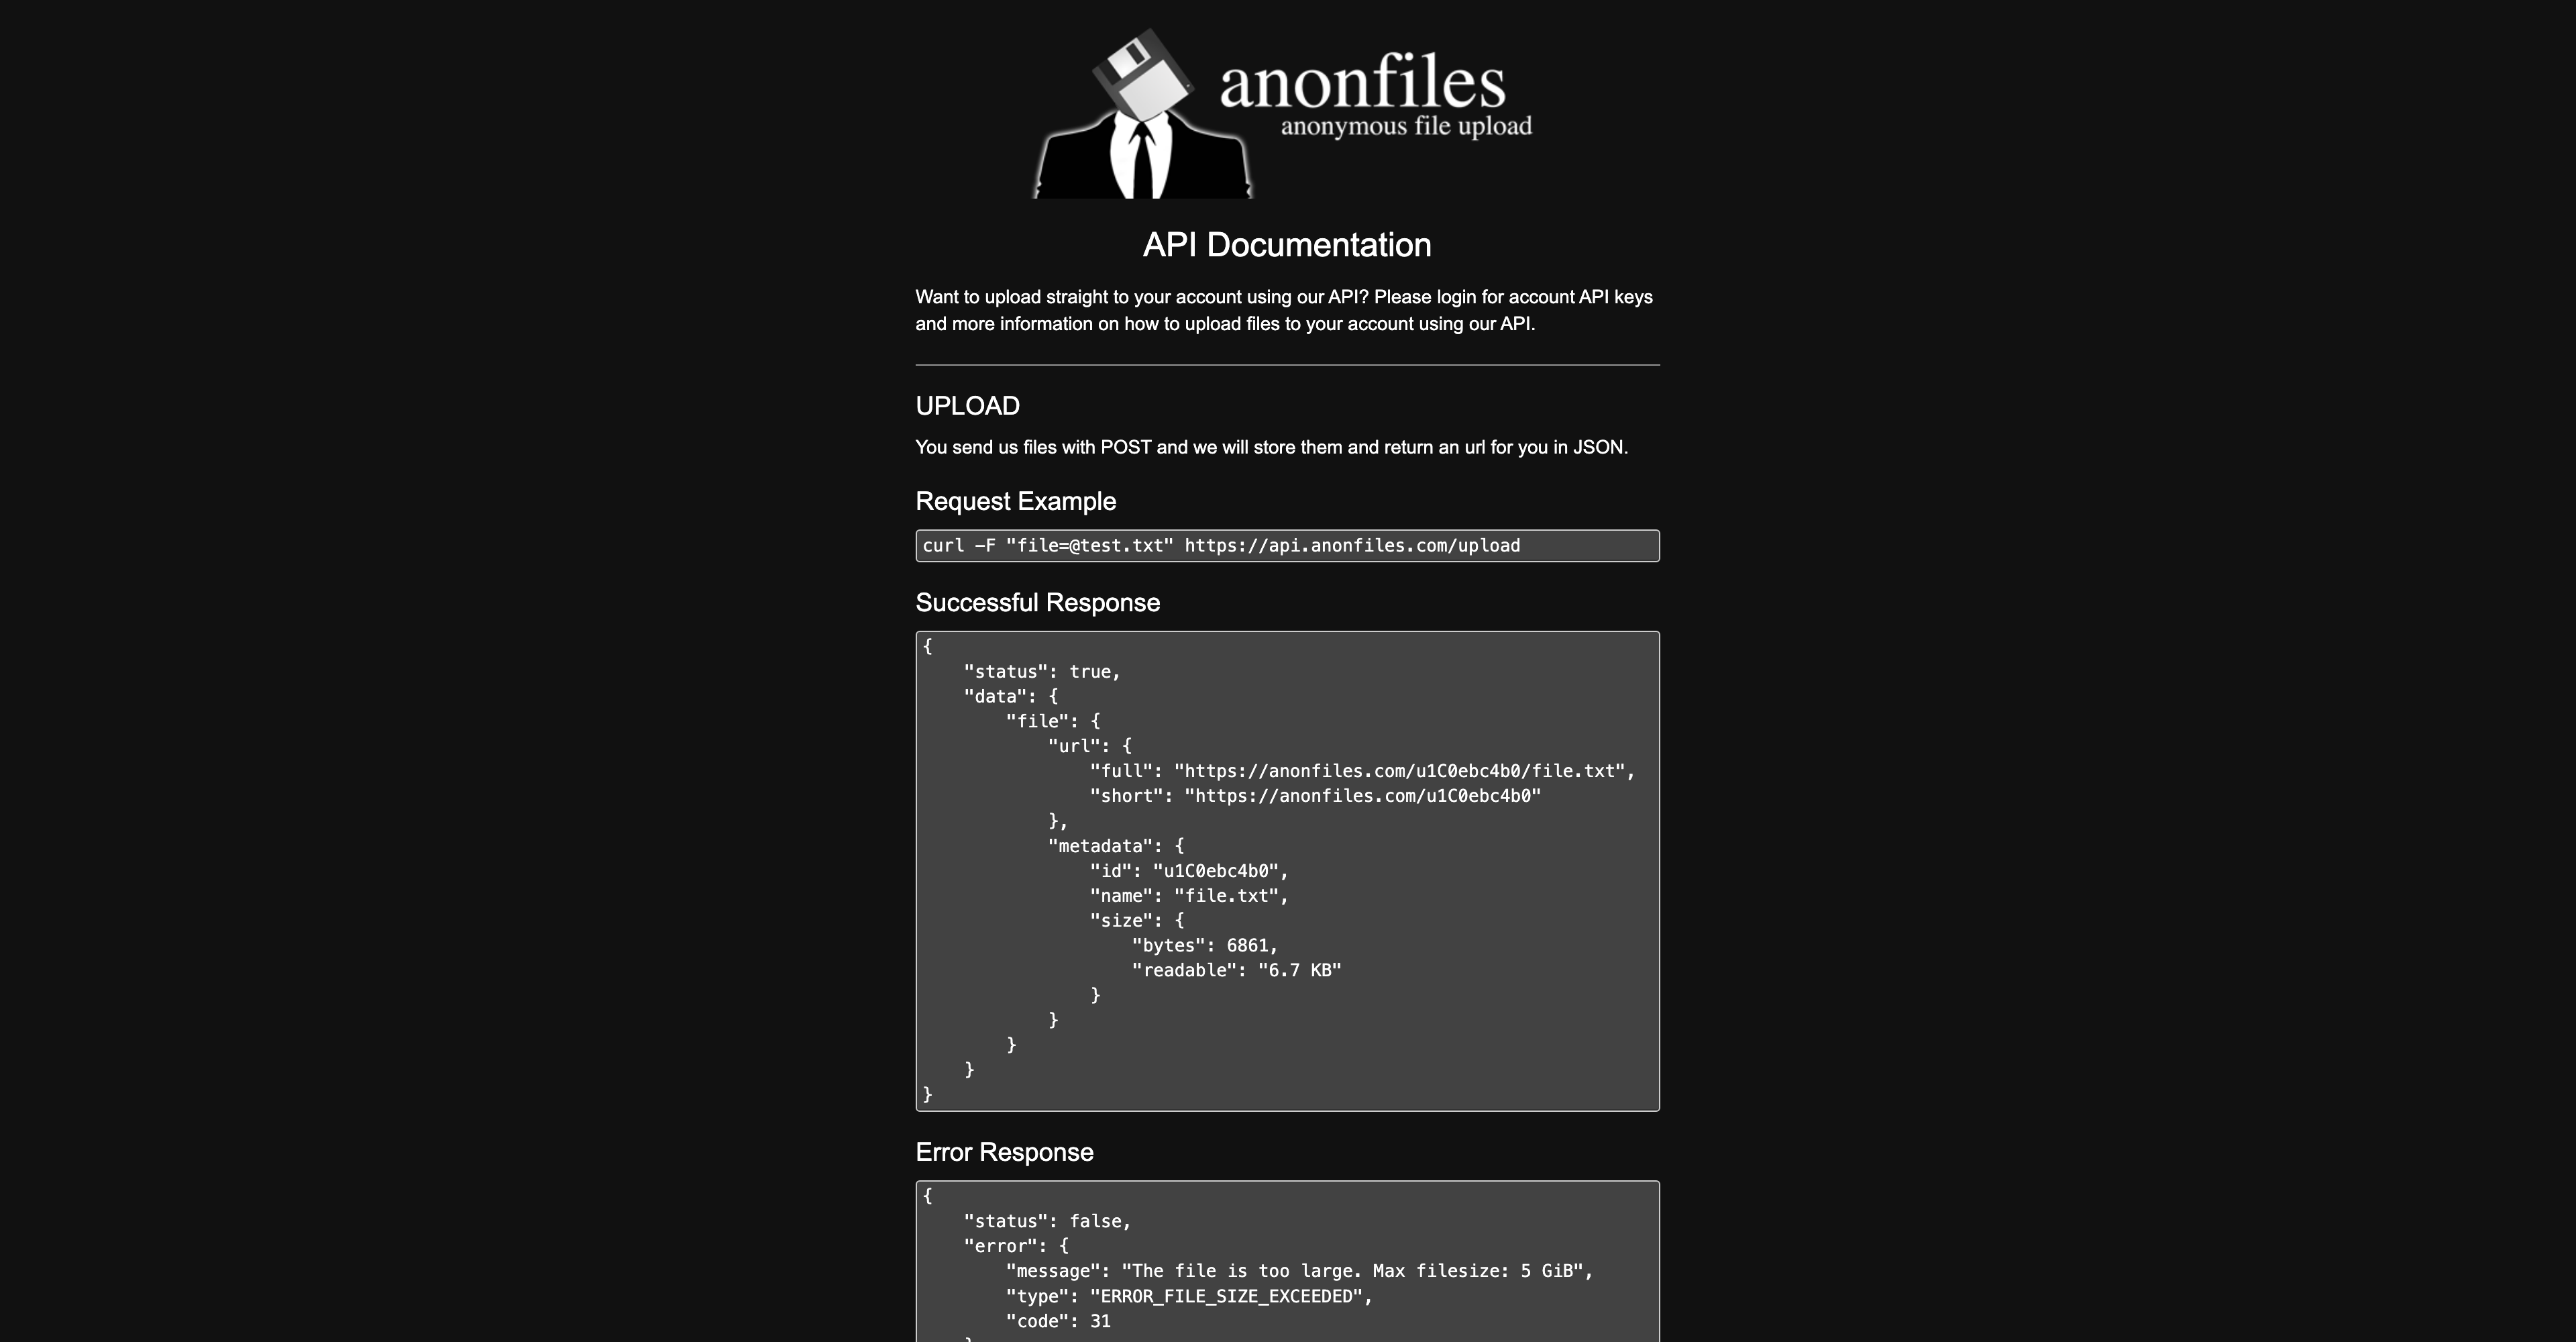 anonfiles
anonymous file upload
API Documentation
Want to upload straight to your account using our API? Please login for account API keys
and more information on how to upload files to your account using our API.
UPLOAD
You send us files with POST and we will store them and return an url for you in JSON.
Request Example
curl -F "file=@test.txt" https://api.anonfiles.com/upload
Successful Response
{
    "status": true,
    "data": {
        "file": {
            "url": {
                "full": "https://anonfiles.com/u1C0ebc4b0/file.txt",
                "short": "https://anonfiles.com/u1C0ebc4b0"
            },
            "metadata": {
                "id": "u1C0ebc4b0",
                "name": "file.txt",
                "size": {
                    "bytes": 6861,
                    "readable": "6.7 KB"
                }
            }
        }
    }
}
Error Response
{
    "status": false,
    "error": {
        "message": "The file is too large. Max filesize: 5 GiB",
        "type": "ERROR_FILE_SIZE_EXCEEDED",
        "code": 31
    }